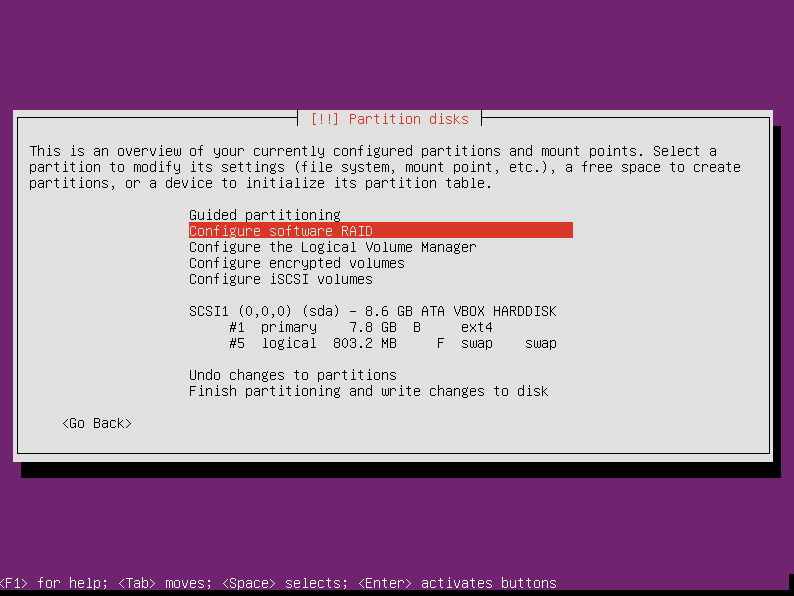 [!!] Partition disks
This is an overview of your currently configured partitions and mount points. Select a
partition to modify its settings (file system, mount point, etc.), a free space to create
partitions, or a device to initialize its partition table.
Guided partitioning
Configure software RAID
Configure the Logical Volume Manager
Configure encrypted volumes
Configure iSCSI volumes
SCSI1 (0,0,0) (sda) - 8.6 GB ATA VBOX HARDDISK
#1 primary 7.8 GB B ext4
#5 logical 803.2 MB F swap swap
Undo changes to partitions
Finish partitioning and write changes to disk
<Go Back>
<F1> for help; <Tab> moves; <Space> selects; <Enter> activates buttons